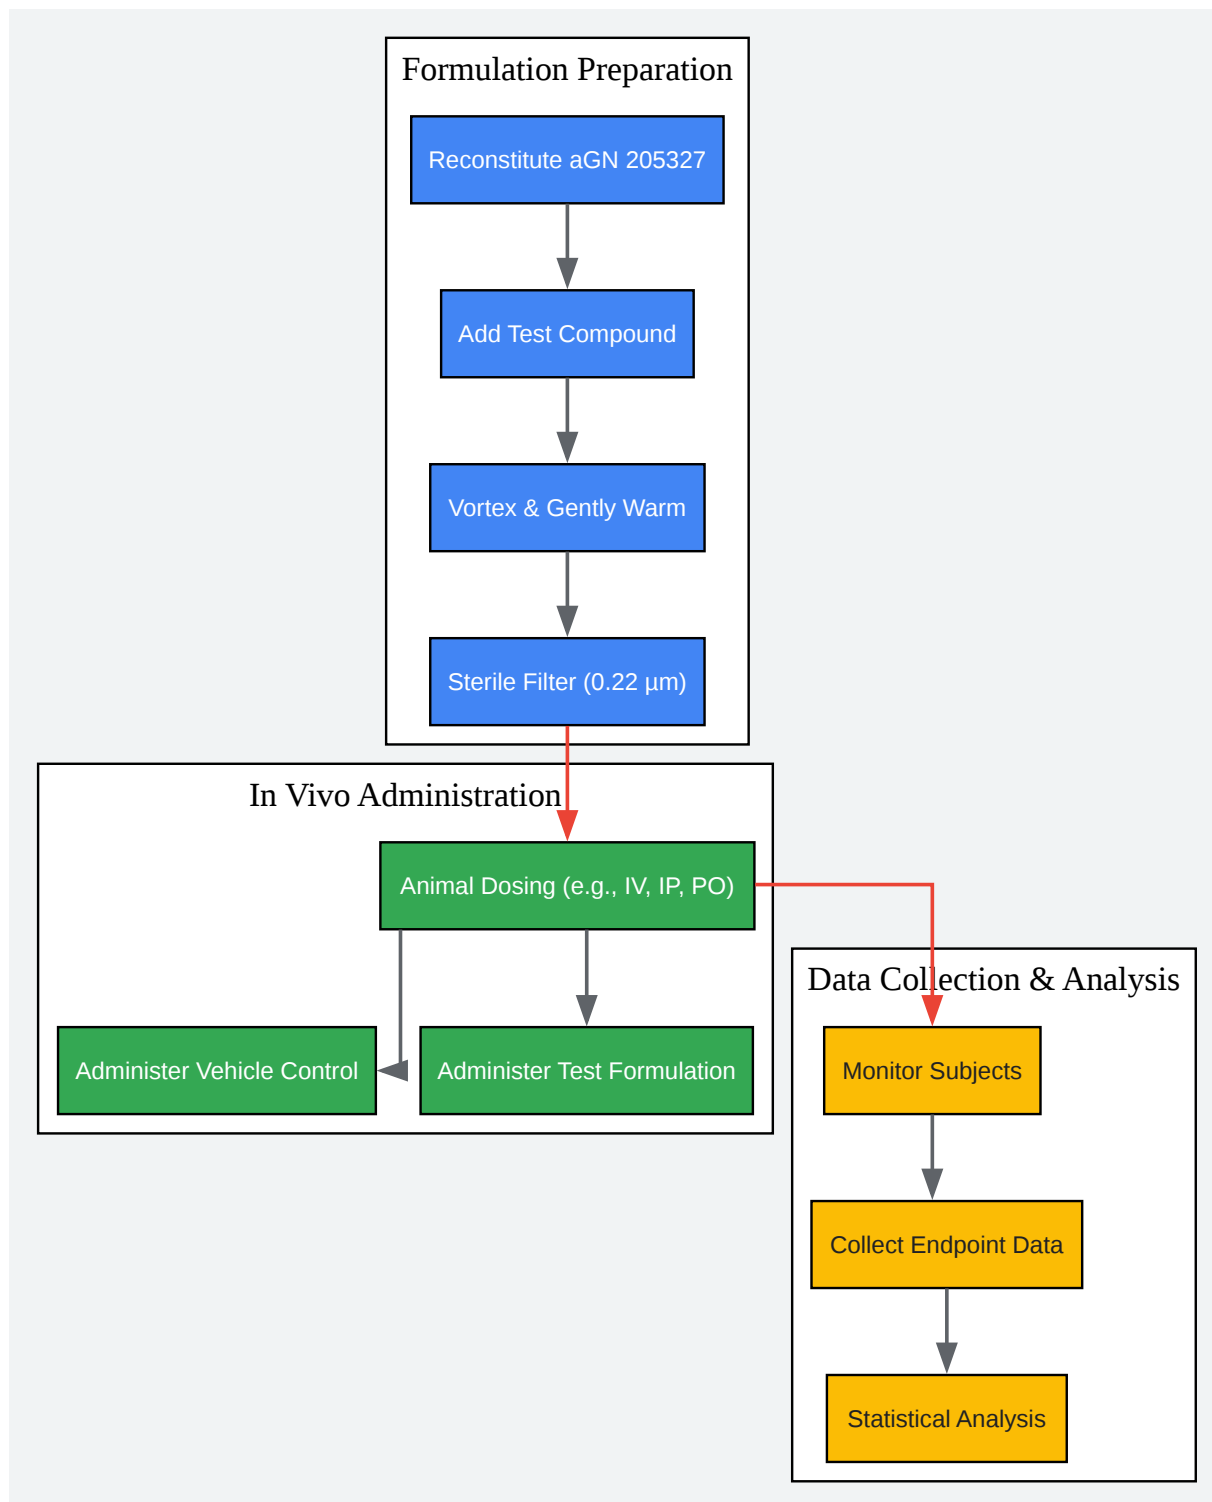 Formulation Preparation
Reconstitute aGN 205327
Add Test Compound
Vortex & Gently Warm
Sterile Filter (0.22 µm)
In Vivo Administration
Animal Dosing (e.g., IV, IP, PO)
Administer Vehicle Control
Administer Test Formulation
Data Collection & Analysis
Monitor Subjects
Collect Endpoint Data
Statistical Analysis